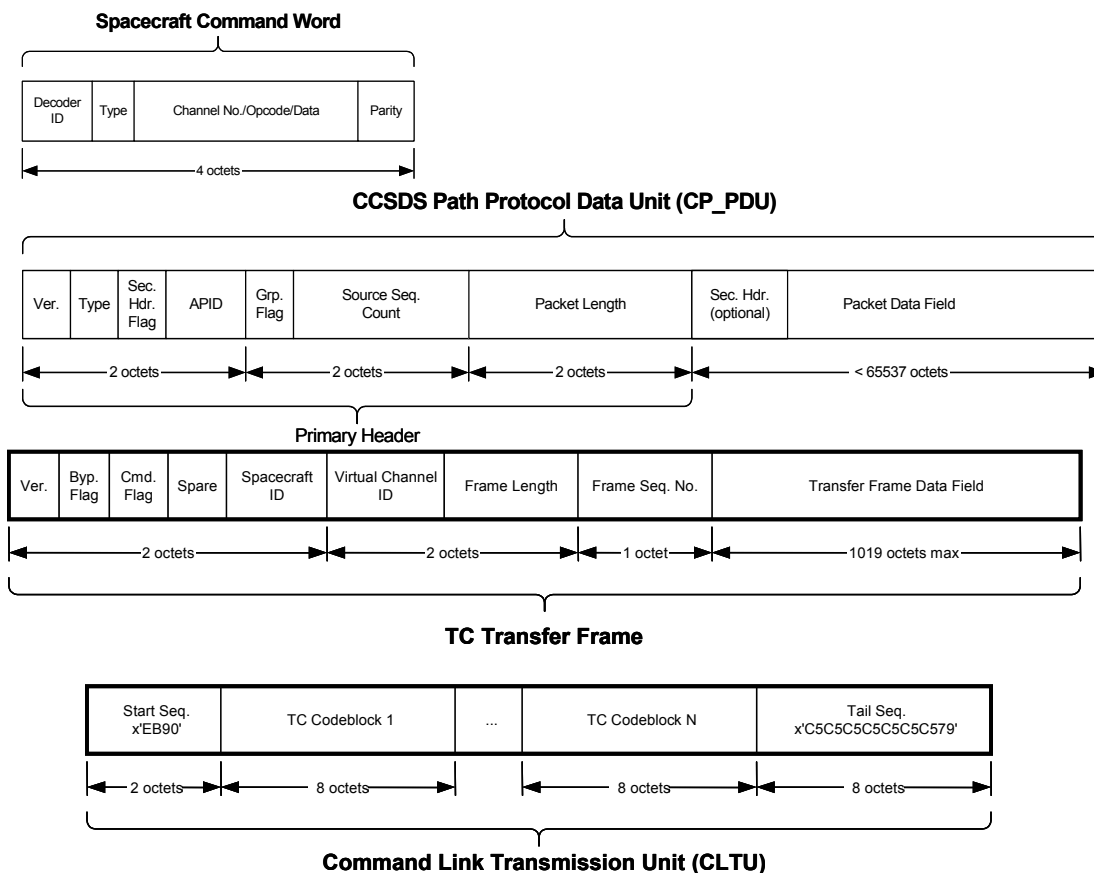 Spacecraft Command Word
Decoder ID Type Channel No./Opcode/Data Parity
4 octets
CCSDS Path Protocol Data Unit (CP_PDU)
Ver. Type Sec. Hdr. Flag APID Grp. Flag Source Seq. Count Packet Length Sec. Hdr. (optional) Packet Data Field
2 octets 2 octets 2 octets < 65537 octets
Primary Header
Ver. Byp. Flag Cmd. Flag Spare Spacecraft ID Virtual Channel ID Frame Length Frame Seq. No. Transfer Frame Data Field
2 octets 2 octets 1 octet 1019 octets max
TC Transfer Frame
Start Seq. x'EB90' TC Codeblock 1 ... TC Codeblock N Tail Seq. x'C5C5C5C5C5C5C579'
2 octets 8 octets 8 octets 8 octets
Command Link Transmission Unit (CLTU)